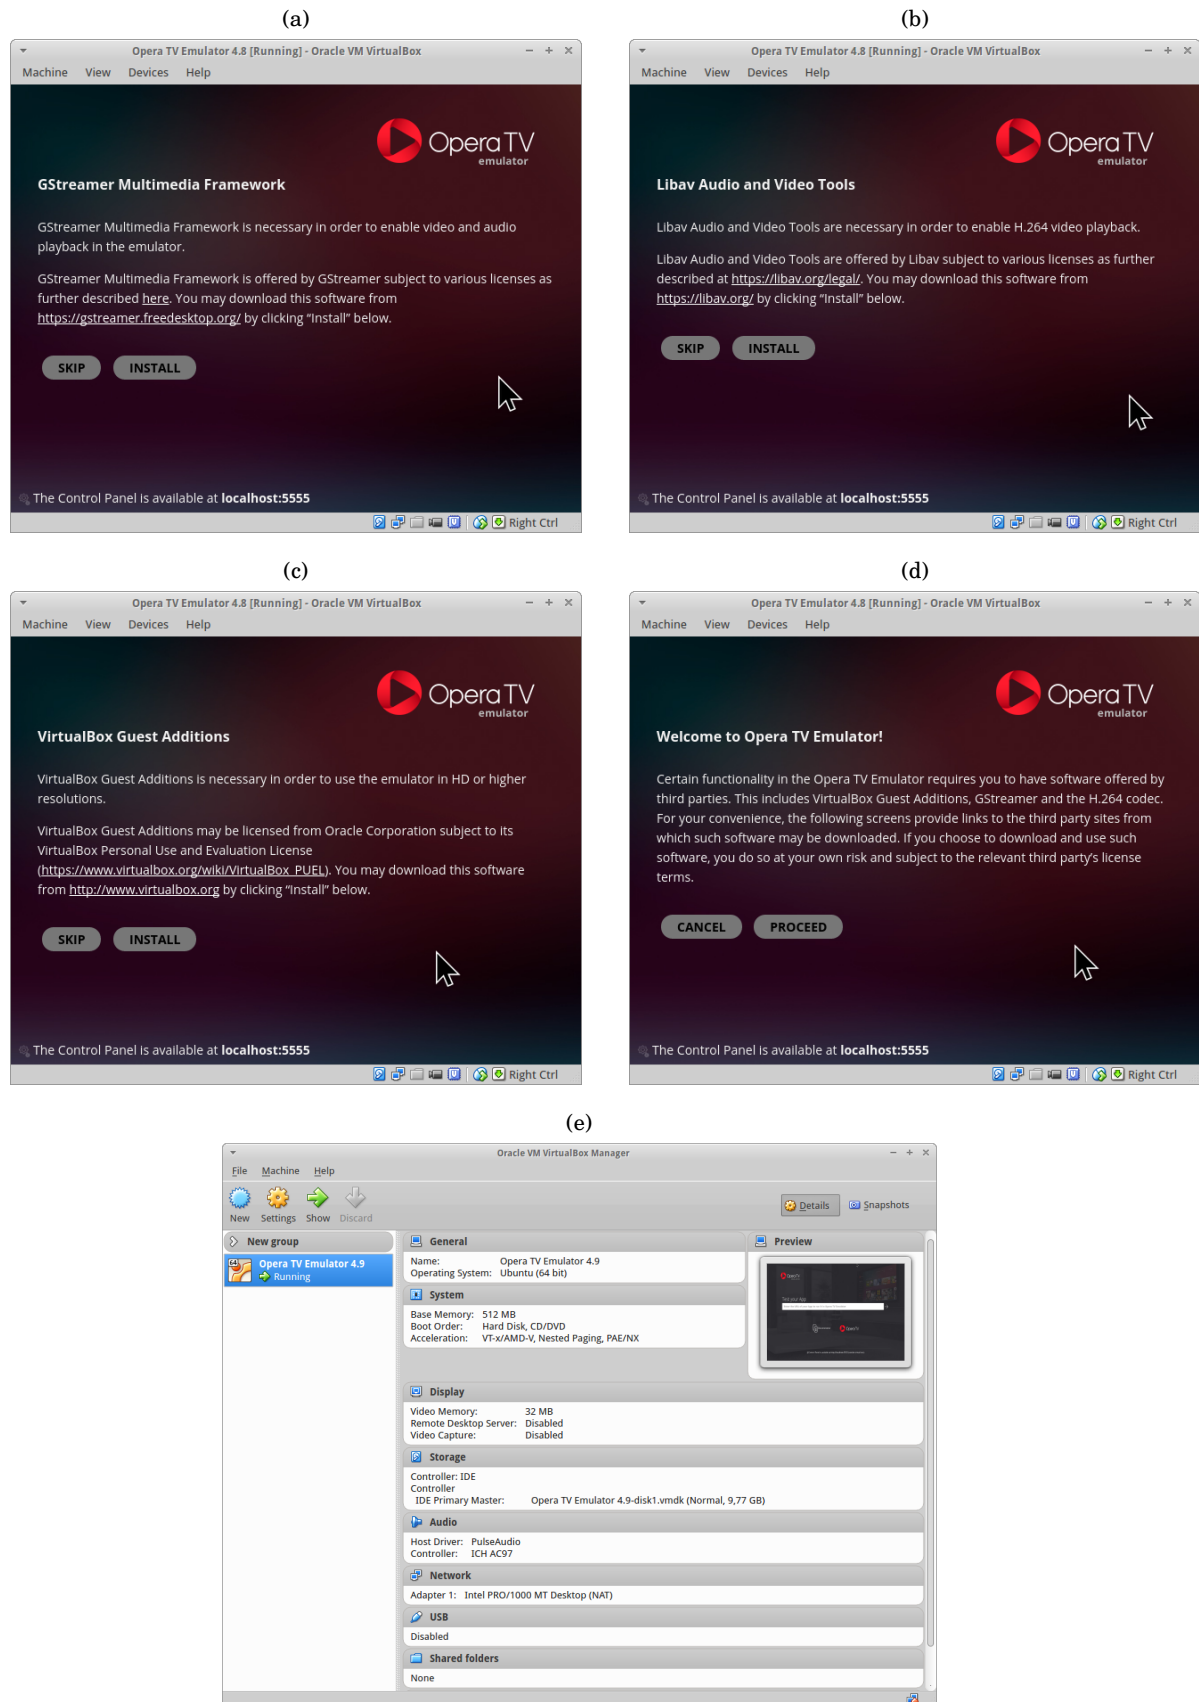 (a)
Opera TV Emulator 4.8 [Running] - Oracle VM VirtualBox
Machine View Devices Help
Opera TV
emulator
GStreamer Multimedia Framework
GStreamer Multimedia Framework is necessary in order to enable video and audio
playback in the emulator.
GStreamer Multimedia Framework is offered by GStreamer subject to various licenses as
further described here. You may download this software from
https://gstreamer.freedesktop.org/ by clicking “Install” below.
SKIP INSTALL
The Control Panel is available at localhost:5555
Right Ctrl
(b)
Opera TV Emulator 4.8 [Running] - Oracle VM VirtualBox
Machine View Devices Help
Opera TV
emulator
Libav Audio and Video Tools
Libav Audio and Video Tools are necessary in order to enable H.264 video playback.
Libav Audio and Video Tools are offered by Libav subject to various licenses as further
described at https://libav.org/legal/. You may download this software from
https://libav.org/ by clicking “Install” below.
SKIP INSTALL
The Control Panel is available at localhost:5555
Right Ctrl
(c)
Opera TV Emulator 4.8 [Running] - Oracle VM VirtualBox
Machine View Devices Help
Opera TV
emulator
VirtualBox Guest Additions
VirtualBox Guest Additions is necessary in order to use the emulator in HD or higher
resolutions.
VirtualBox Guest Additions may be licensed from Oracle Corporation subject to its
VirtualBox Personal Use and Evaluation License
(https://www.virtualbox.org/wiki/VirtualBox_PUEL). You may download this software
from http://www.virtualbox.org by clicking “Install” below.
SKIP INSTALL
The Control Panel is available at localhost:5555
Right Ctrl
(d)
Opera TV Emulator 4.8 [Running] - Oracle VM VirtualBox
Machine View Devices Help
Opera TV
emulator
Welcome to Opera TV Emulator!
Certain functionality in the Opera TV Emulator requires you to have software offered by
third parties. This includes VirtualBox Guest Additions, GStreamer and the H.264 codec.
For your convenience, the following screens provide links to the third party sites from
which such software may be downloaded. If you choose to download and use such
software, you do so at your own risk and subject to the relevant third party’s license
terms.
CANCEL PROCEED
The Control Panel is available at localhost:5555
Right Ctrl
(e)
Oracle VM VirtualBox Manager
File Machine Help
New Settings Show Discard
Details Snapshots
New group
64
Opera TV Emulator 4.9
Running
General
Name: Opera TV Emulator 4.9
Operating System: Ubuntu (64 bit)
System
Base Memory: 512 MB
Boot Order: Hard Disk, CD/DVD
Acceleration: VT-x/AMD-V, Nested Paging, PAE/NX
Preview
Display
Video Memory: 32 MB
Remote Desktop Server: Disabled
Video Capture: Disabled
Storage
Controller: IDE
Controller
IDE Primary Master: Opera TV Emulator 4.9-disk1.vmdk (Normal, 9,77 GB)
Audio
Host Driver: PulseAudio
Controller: ICH AC97
Network
Adapter 1: Intel PRO/1000 MT Desktop (NAT)
USB
Disabled
Shared folders
None